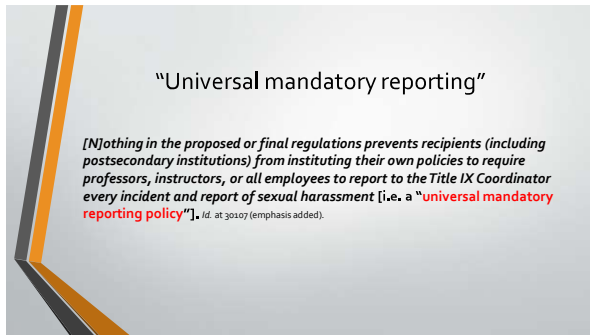 “Universal mandatory reporting”
[N]othing in the proposed or final regulations prevents recipients (including
postsecondary institutions) from instituting their own policies to require
professors, instructors, or all employees to report to the Title IX Coordinator
every incident and report of sexual harassment [i.e. a “universal mandatory
reporting policy”]. Id. at 30107 (emphasis added).